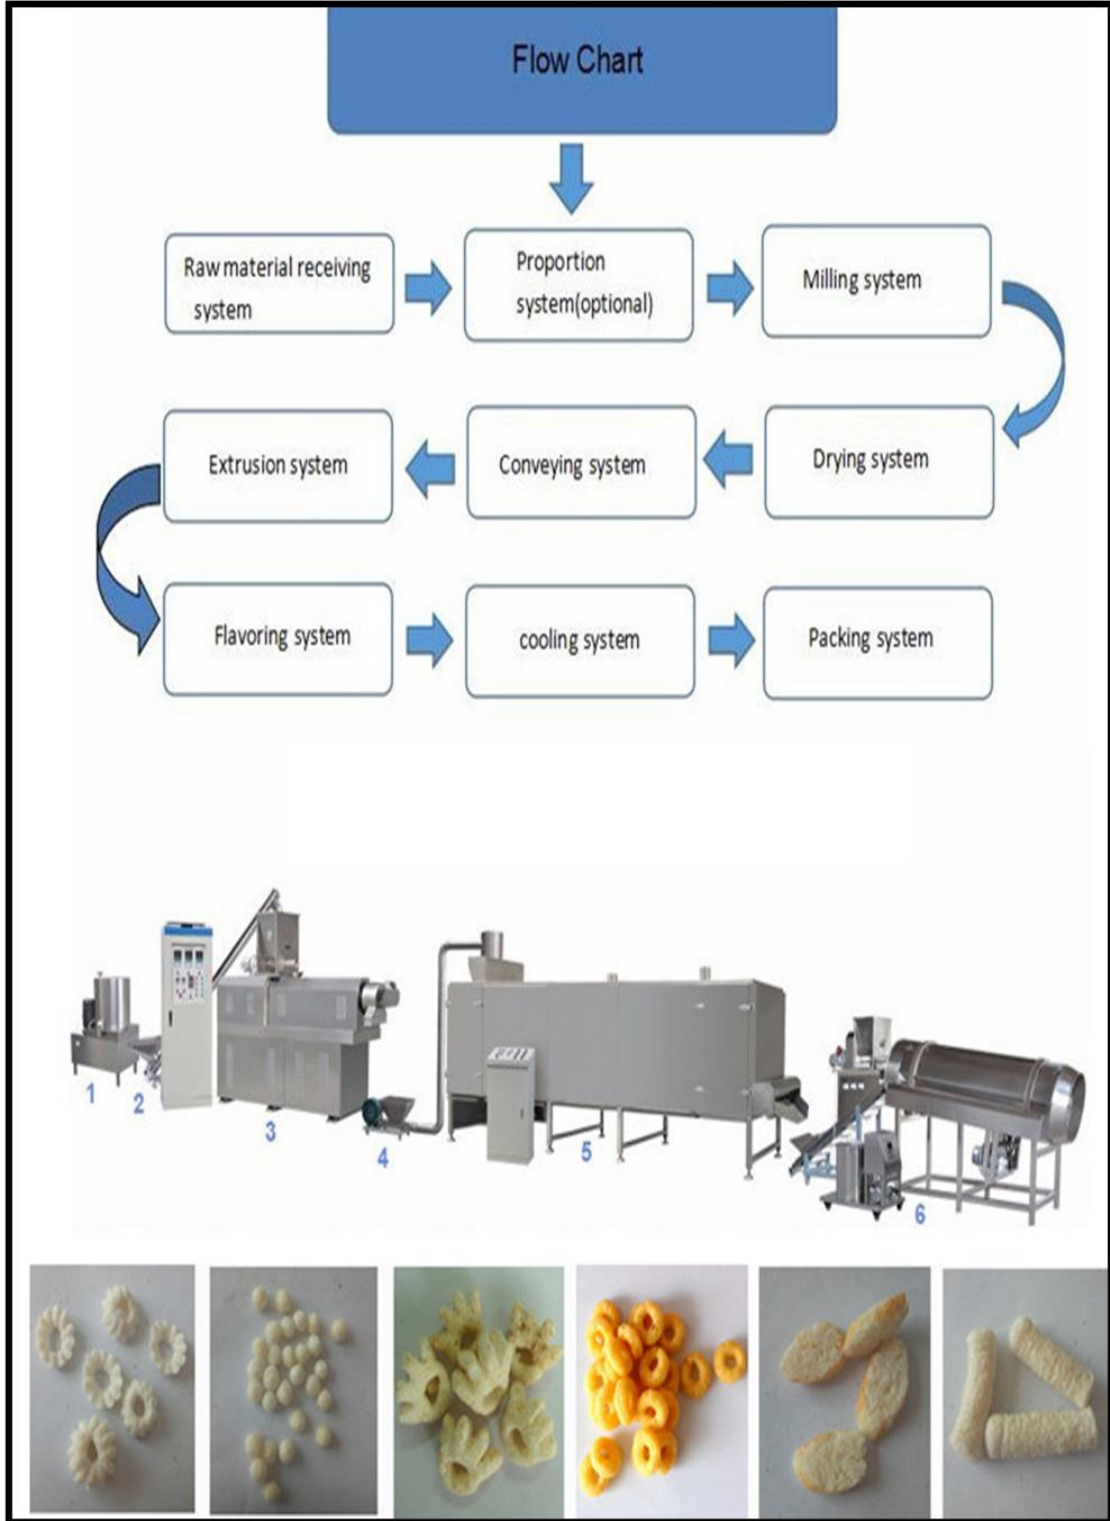 Flow Chart
Raw material receiving
system
Proportion
system(optional)
Milling system
Extrusion system
Conveying system
Drying system
Flavoring system
cooling system
Packing system
1
2
3
4
5
6